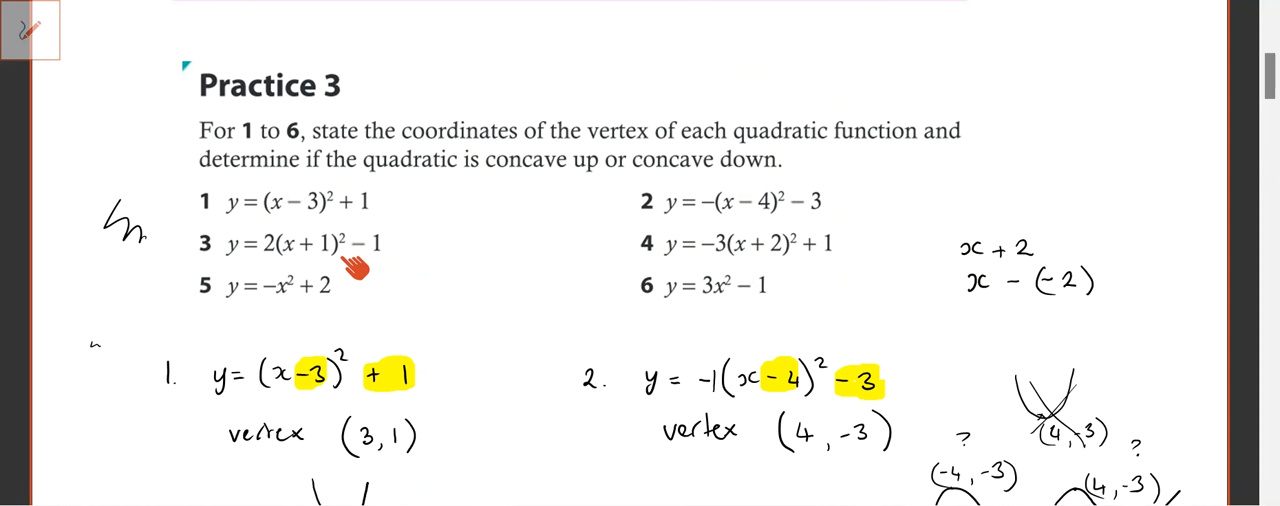 Practice 3
For 1 to 6, state the coordinates of the vertex of each quadratic function and
determine if the quadratic is concave up or concave down.
1 y = (x – 3)² + 1
2 y = –(x – 4)² – 3
3 y = 2(x + 1)² – 1
4 y = –3(x + 2)² + 1
5 y = –x² + 2
6 y = 3x² – 1
x + 2
x - (-2)
1. y = (x - 3)² + 1
2. y = -1(x - 4)² - 3
vertex (3, 1)
vertex (4, -3)
(4, -3)
? ?
(-4, -3)
(4, -3)